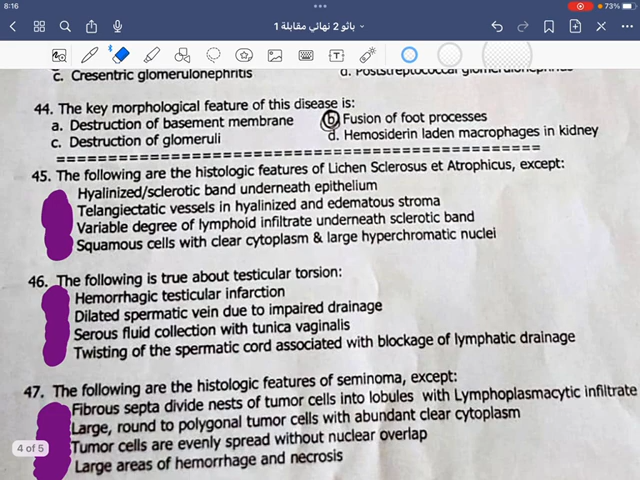 8:16
73%
باثو 2 نهائي مقابلة 1
c. Cresentric glomerulonephritis d. Poststreptococcal glomerulonephritis
44. The key morphological feature of this disease is:
a. Destruction of basement membrane b Fusion of foot processes
c. Destruction of glomeruli d. Hemosiderin laden macrophages in kidney
45. The following are the histologic features of Lichen Sclerosus et Atrophicus, except:
Hyalinized/sclerotic band underneath epithelium
Telangiectatic vessels in hyalinized and edematous stroma
Variable degree of lymphoid infiltrate underneath sclerotic band
Squamous cells with clear cytoplasm & large hyperchromatic nuclei
46. The following is true about testicular torsion:
Hemorrhagic testicular infarction
Dilated spermatic vein due to impaired drainage
Serous fluid collection with tunica vaginalis
Twisting of the spermatic cord associated with blockage of lymphatic drainage
47. The following are the histologic features of seminoma, except:
Fibrous septa divide nests of tumor cells into lobules with Lymphoplasmacytic infiltrate
Large, round to polygonal tumor cells with abundant clear cytoplasm
Tumor cells are evenly spread without nuclear overlap
4 of 5
Large areas of hemorrhage and necrosis